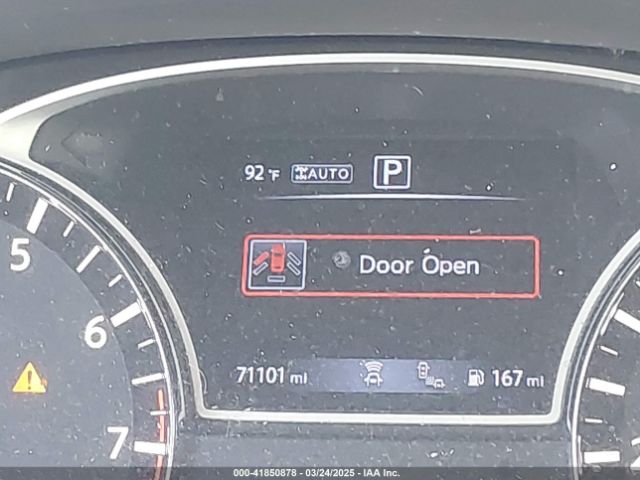 92 °F AUTO P
Door Open
5
6
7
71101 mi 167 mi
000-41850878 - 03/24/2025 - IAA Inc.